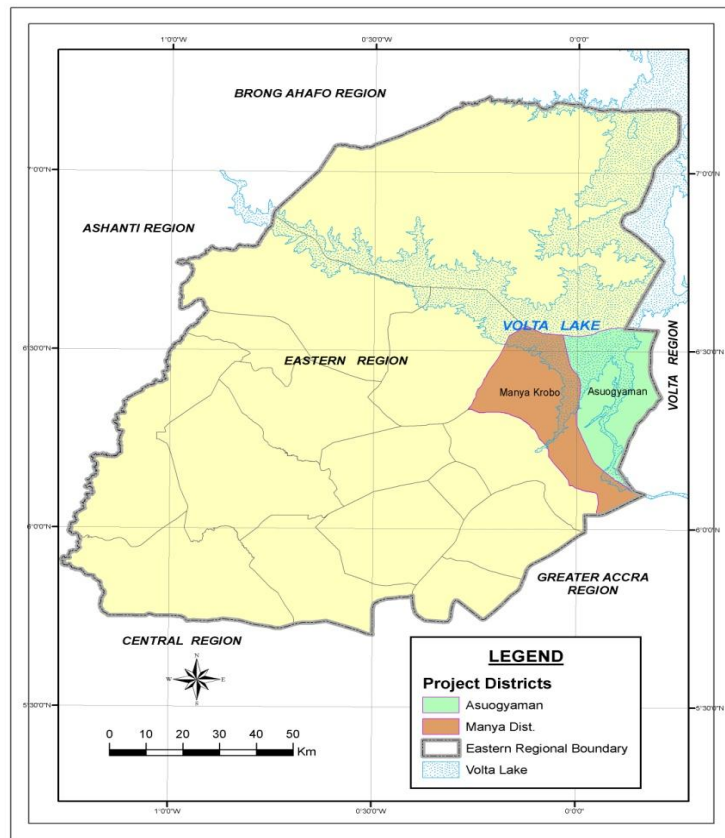 1°0'0"W
0°30'0"W
0°0'0"
BRONG AHAFO REGION
7°0'0"N
7°0'0"N
ASHANTI REGION
VOLTA LAKE
6°30'0"N
6°30'0"N
EASTERN REGION
VOLTA REGION
Manya Krobo
Asuogyaman
6°0'0"N
6°0'0"N
GREATER ACCRA
REGION
CENTRAL REGION
N
W
E
S
LEGEND
Project Districts
Asuogyaman
Manya Dist.
Eastern Regional Boundary
Volta Lake
5°30'0"N
5°30'0"N
0 10 20 30 40 50
Km
1°0'0"W
0°30'0"W
0°0'0"